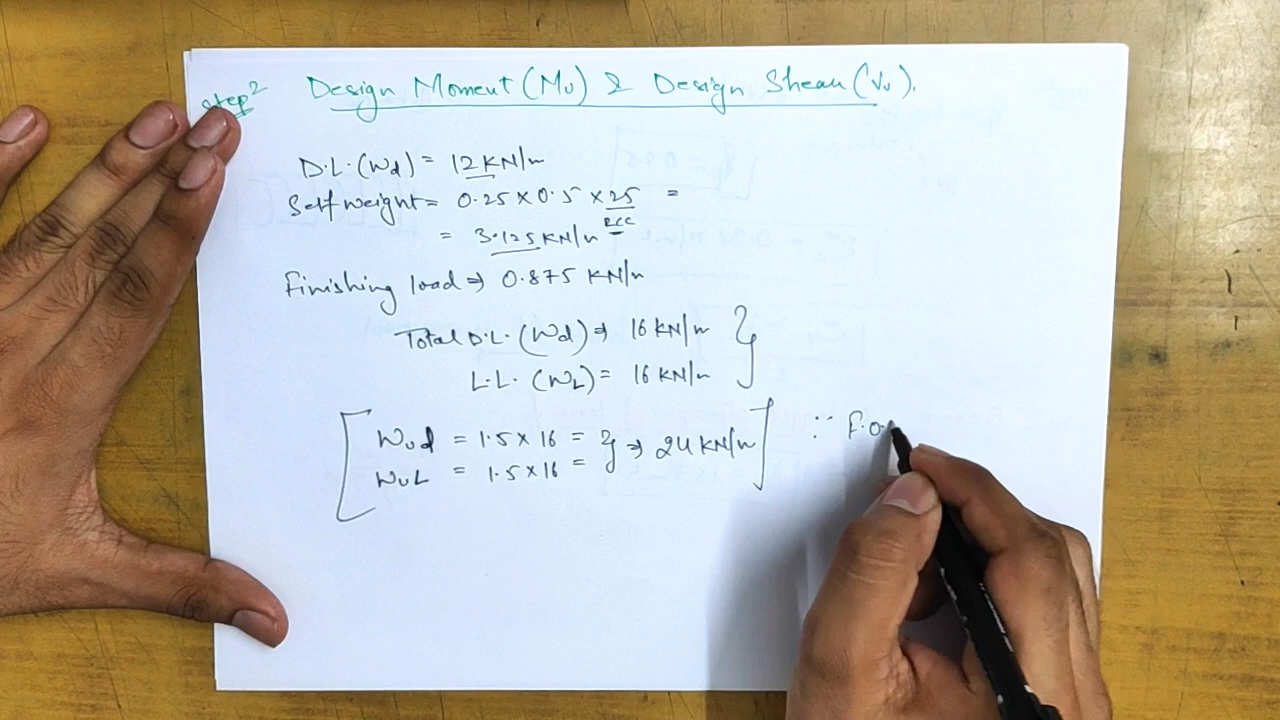 Step 2 Design Moment (Mu) & Design Shear (Vu).
D.L. (Wd) = 12 KN/m
Self weight = 0.25 × 0.5 × 25 =
RCC
= 3.125 KN/m
Finishing load ⇒ 0.875 KN/m
Total D.L. (Wd) ⇒ 16 KN/m
L.L. (WL) = 16 KN/m
Wud = 1.5 × 16 = } ⇒ 24 KN/m ∵ F.O.
WuL = 1.5 × 16 =